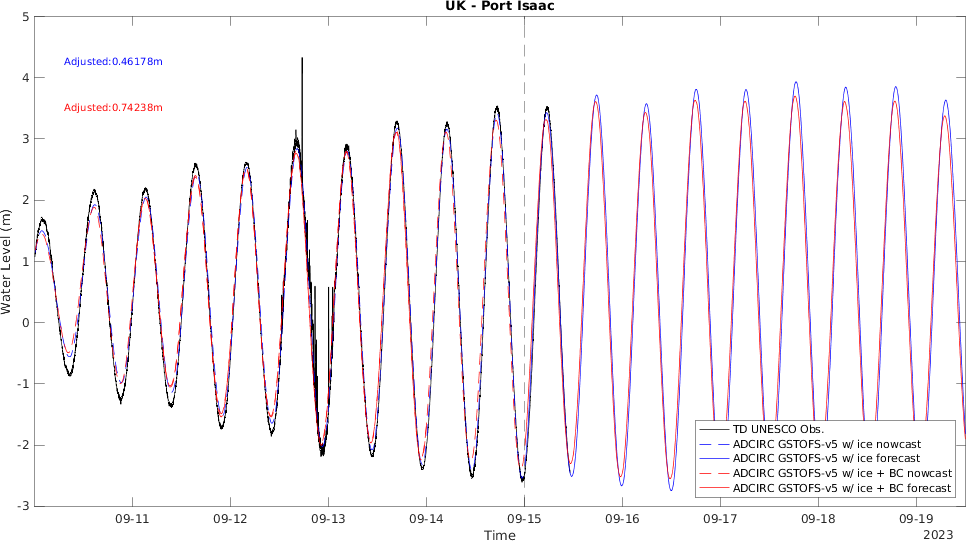 UK - Port Isaac
5
4
3
2
1
0
-1
-2
-3
Water Level (m)
Adjusted:0.46178m
Adjusted:0.74238m
TD UNESCO Obs.
ADCIRC GSTOFS-v5 w/ ice nowcast
ADCIRC GSTOFS-v5 w/ ice forecast
ADCIRC GSTOFS-v5 w/ ice + BC nowcast
ADCIRC GSTOFS-v5 w/ ice + BC forecast
09-11 09-12 09-13 09-14 09-15 09-16 09-17 09-18 09-19
Time
2023